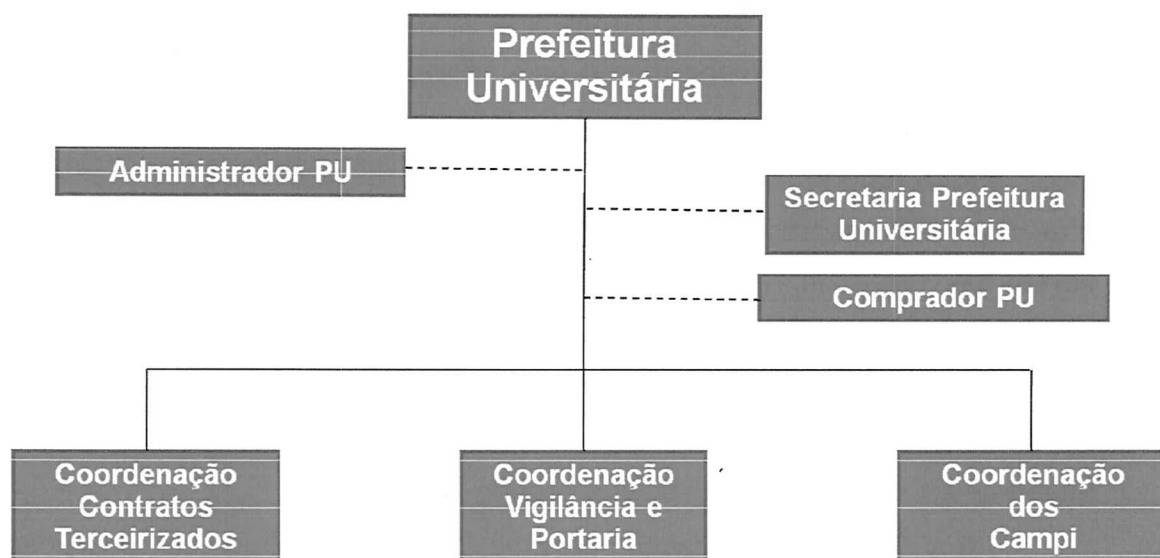 Prefeitura
Universitária
Administrador PU
Secretaria Prefeitura
Universitária
Comprador PU
Coordenação
Contratos
Terceirizados
Coordenação
Vigilância e
Portaria
Coordenação
dos
Campi